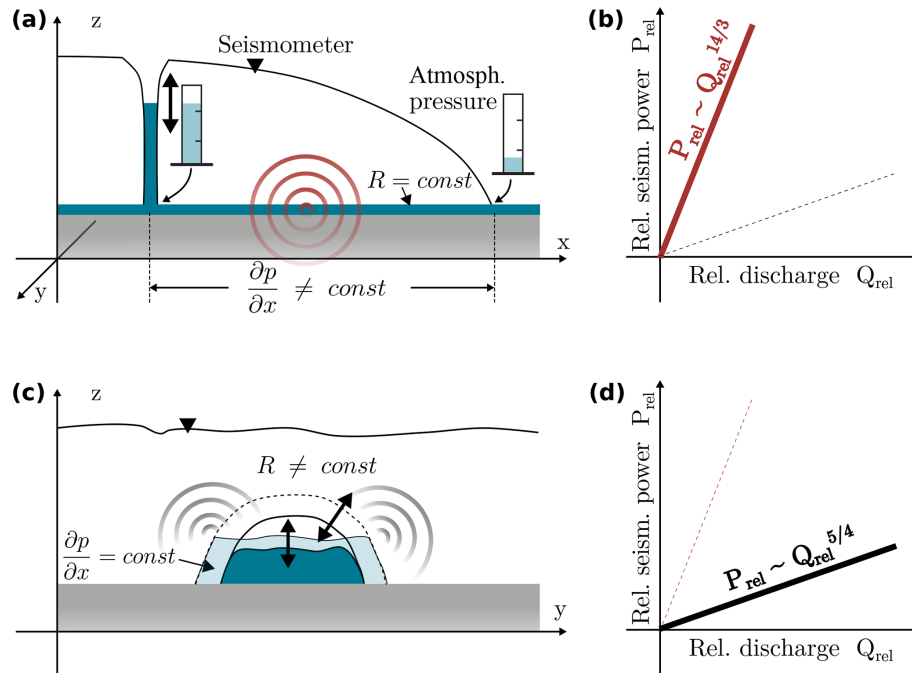 (a)
z
Seismometer
Atmosph.
pressure
R = const
x
y
∂p/∂x ≠ const
(b)
Rel. seism. power P_rel
P_rel ~ Q_rel^14/3
Rel. discharge Q_rel
(c)
z
R ≠ const
∂p/∂x = const
y
(d)
Rel. seism. power P_rel
P_rel ~ Q_rel^5/4
Rel. discharge Q_rel